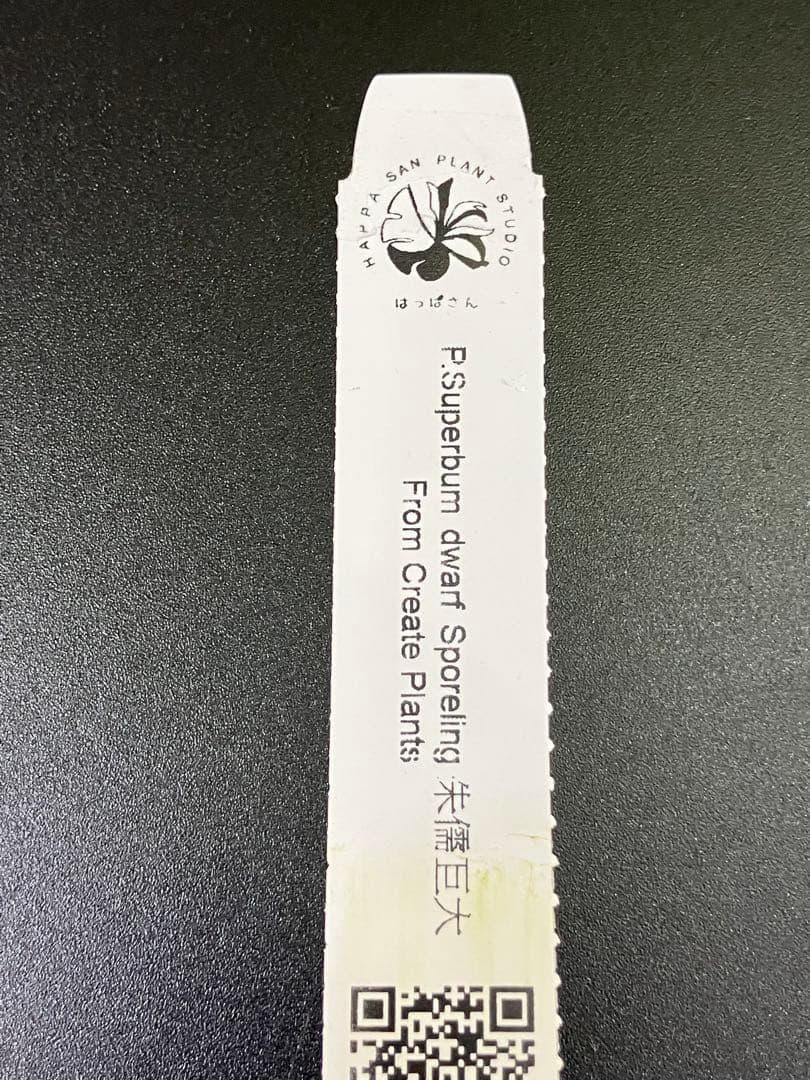 HAPPA SAN PLANT STUDIO
はっぱさん
P.Superbum dwarf Sporeling 朱儒巨大
From Create Plants